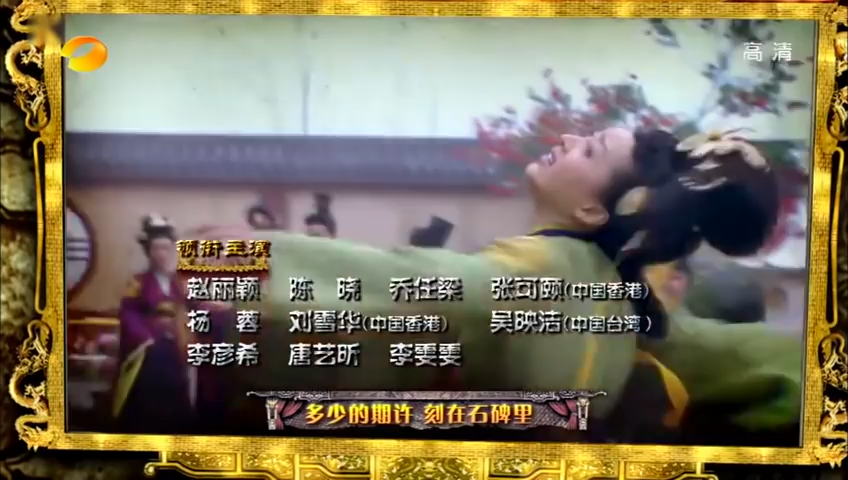 高清
领衔主演
赵丽颖 陈 晓 乔任梁 张可颐(中国香港)
杨 蓉 刘雪华(中国香港) 吴映洁(中国台湾)
李彦希 唐艺昕 李雯雯
多少的期许 刻在石碑里